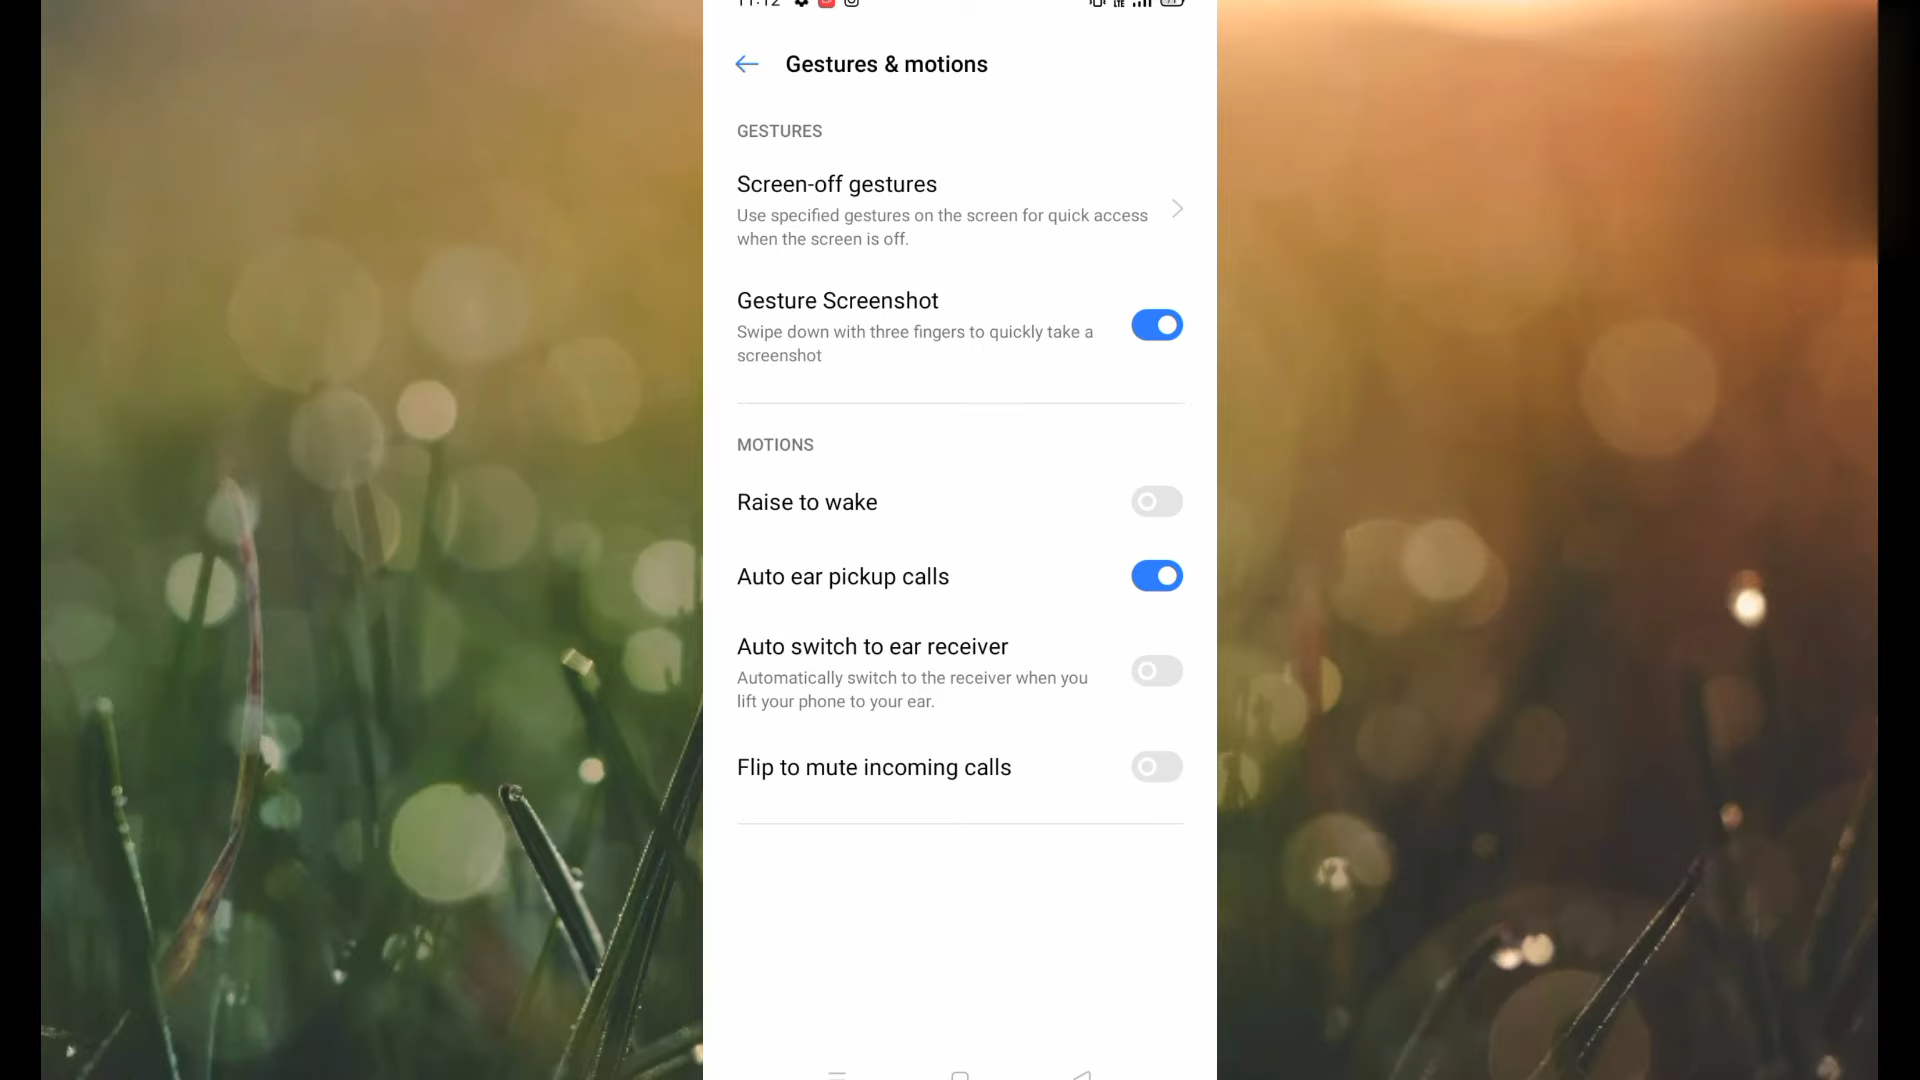 11:12
Gestures & motions
GESTURES
Screen-off gestures
Use specified gestures on the screen for quick access
when the screen is off.
Gesture Screenshot
Swipe down with three fingers to quickly take a
screenshot
MOTIONS
Raise to wake
Auto ear pickup calls
Auto switch to ear receiver
Automatically switch to the receiver when you
lift your phone to your ear.
Flip to mute incoming calls